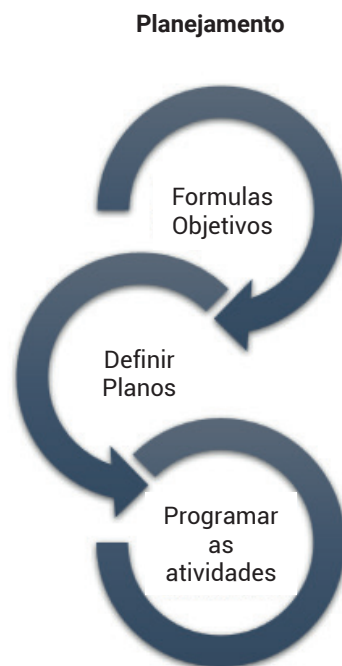 Planejamento
Formulas
Objetivos
Definir
Planos
Programar
as
atividades